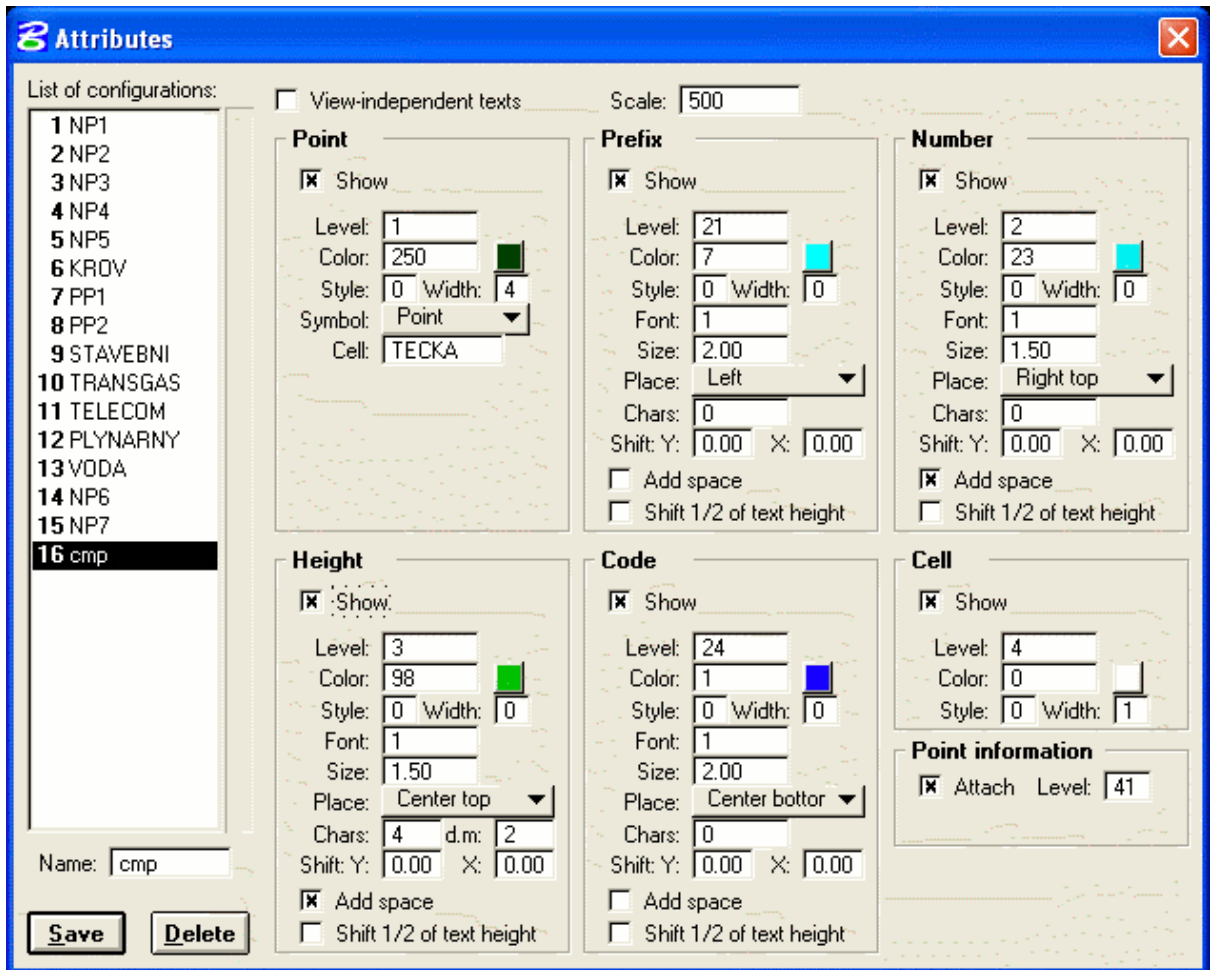 Attributes
List of configurations:
1 NP1
2 NP2
3 NP3
4 NP4
5 NP5
6 KROV
7 PP1
8 PP2
9 STAVEBNI
10 TRANSGAS
11 TELECOM
12 PLYNARNY
13 VODA
14 NP6
15 NP7
16 cmp
Name: cmp
Save Delete
View-independent texts Scale: 500
Point
Show
Level: 1
Color: 250
Style: 0 Width: 4
Symbol: Point
Cell: TECKA
Prefix
Show
Level: 21
Color: 7
Style: 0 Width: 0
Font: 1
Size: 2.00
Place: Left
Chars: 0
Shift: Y: 0.00 X: 0.00
Add space
Shift 1/2 of text height
Number
Show
Level: 2
Color: 23
Style: 0 Width: 0
Font: 1
Size: 1.50
Place: Right top
Chars: 0
Shift: Y: 0.00 X: 0.00
Add space
Shift 1/2 of text height
Height
Show
Level: 3
Color: 98
Style: 0 Width: 0
Font: 1
Size: 1.50
Place: Center top
Chars: 4 d.m: 2
Shift: Y: 0.00 X: 0.00
Add space
Shift 1/2 of text height
Code
Show
Level: 24
Color: 1
Style: 0 Width: 0
Font: 1
Size: 2.00
Place: Center bottor
Chars: 0
Shift: Y: 0.00 X: 0.00
Add space
Shift 1/2 of text height
Cell
Show
Level: 4
Color: 0
Style: 0 Width: 1
Point information
Attach Level: 41